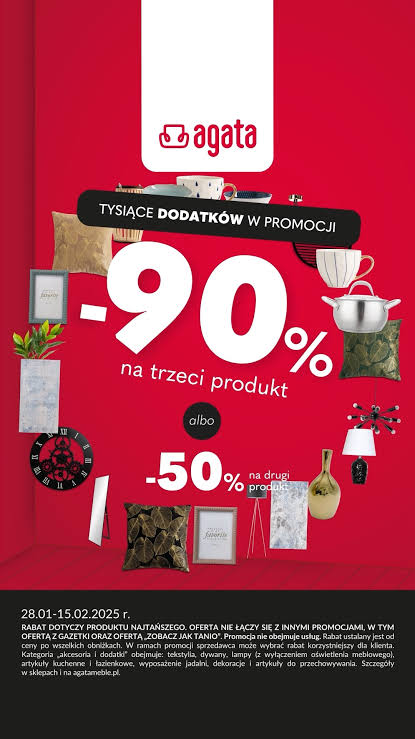 agata
TYSIĄCE DODATKÓW W PROMOCJI
-90%
na trzeci produkt
albo
-50% na drugi
produkt
favorite
favorite
28.01-15.02.2025 r.
RABAT DOTYCZY PRODUKTU NAJTAŃSZEGO. OFERTA NIE ŁĄCZY SIĘ Z INNYMI PROMOCJAMI, W TYM
OFERTĄ Z GAZETKI ORAZ OFERTĄ „ZOBACZ JAK TANIO”. Promocja nie obejmuje usług. Rabat ustalany jest od
ceny po wszelkich obniżkach. W ramach promocji sprzedawca może wybrać rabat korzystniejszy dla klienta.
Kategoria „akcesoria i dodatki” obejmuje: tekstylia, dywany, lampy (z wyłączeniem oświetlenia meblowego),
artykuły kuchenne i łazienkowe, wyposażenie jadalni, dekoracje i artykuły do przechowywania. Szczegóły
w sklepach i na agatameble.pl.